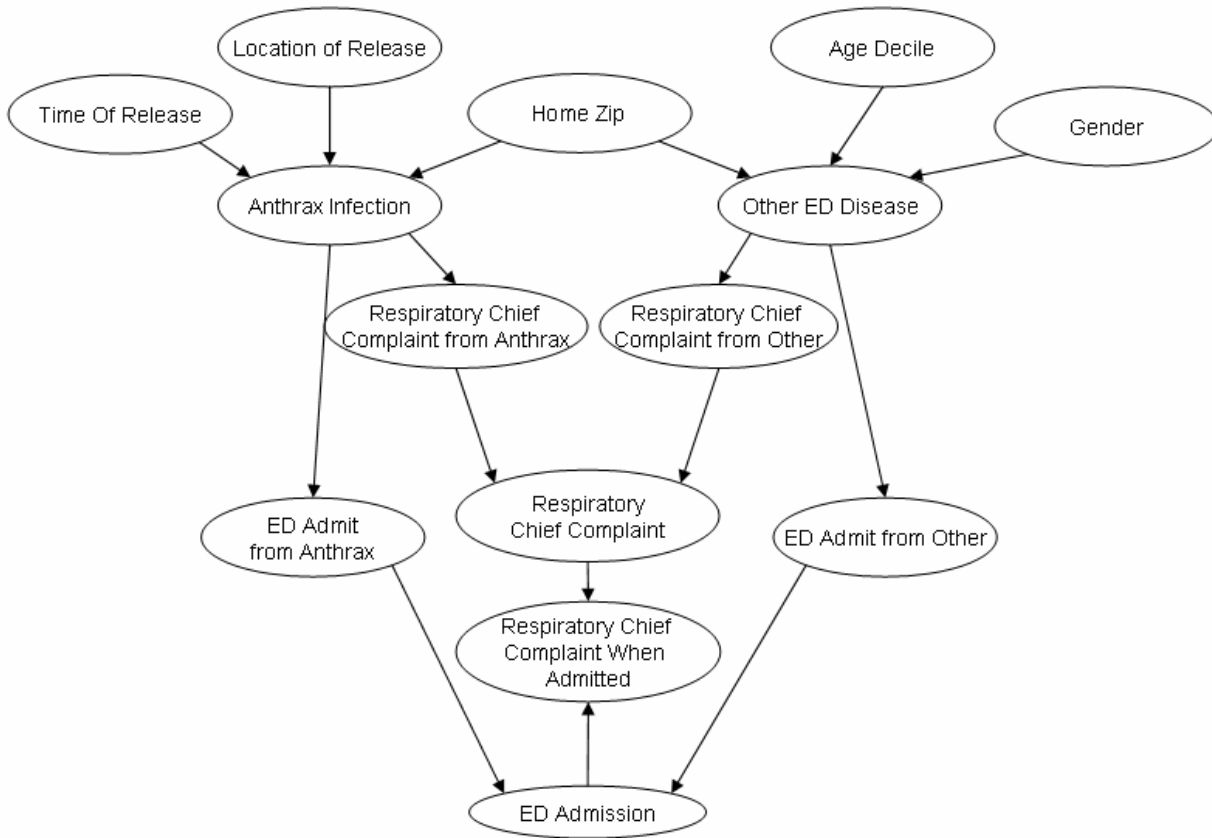 Location of Release
Age Decile
Time Of Release
Home Zip
Gender
Anthrax Infection
Other ED Disease
Respiratory Chief
Complaint from Anthrax
Respiratory Chief
Complaint from Other
Respiratory
Chief Complaint
ED Admit
from Anthrax
ED Admit from Other
Respiratory Chief
Complaint When
Admitted
ED Admission